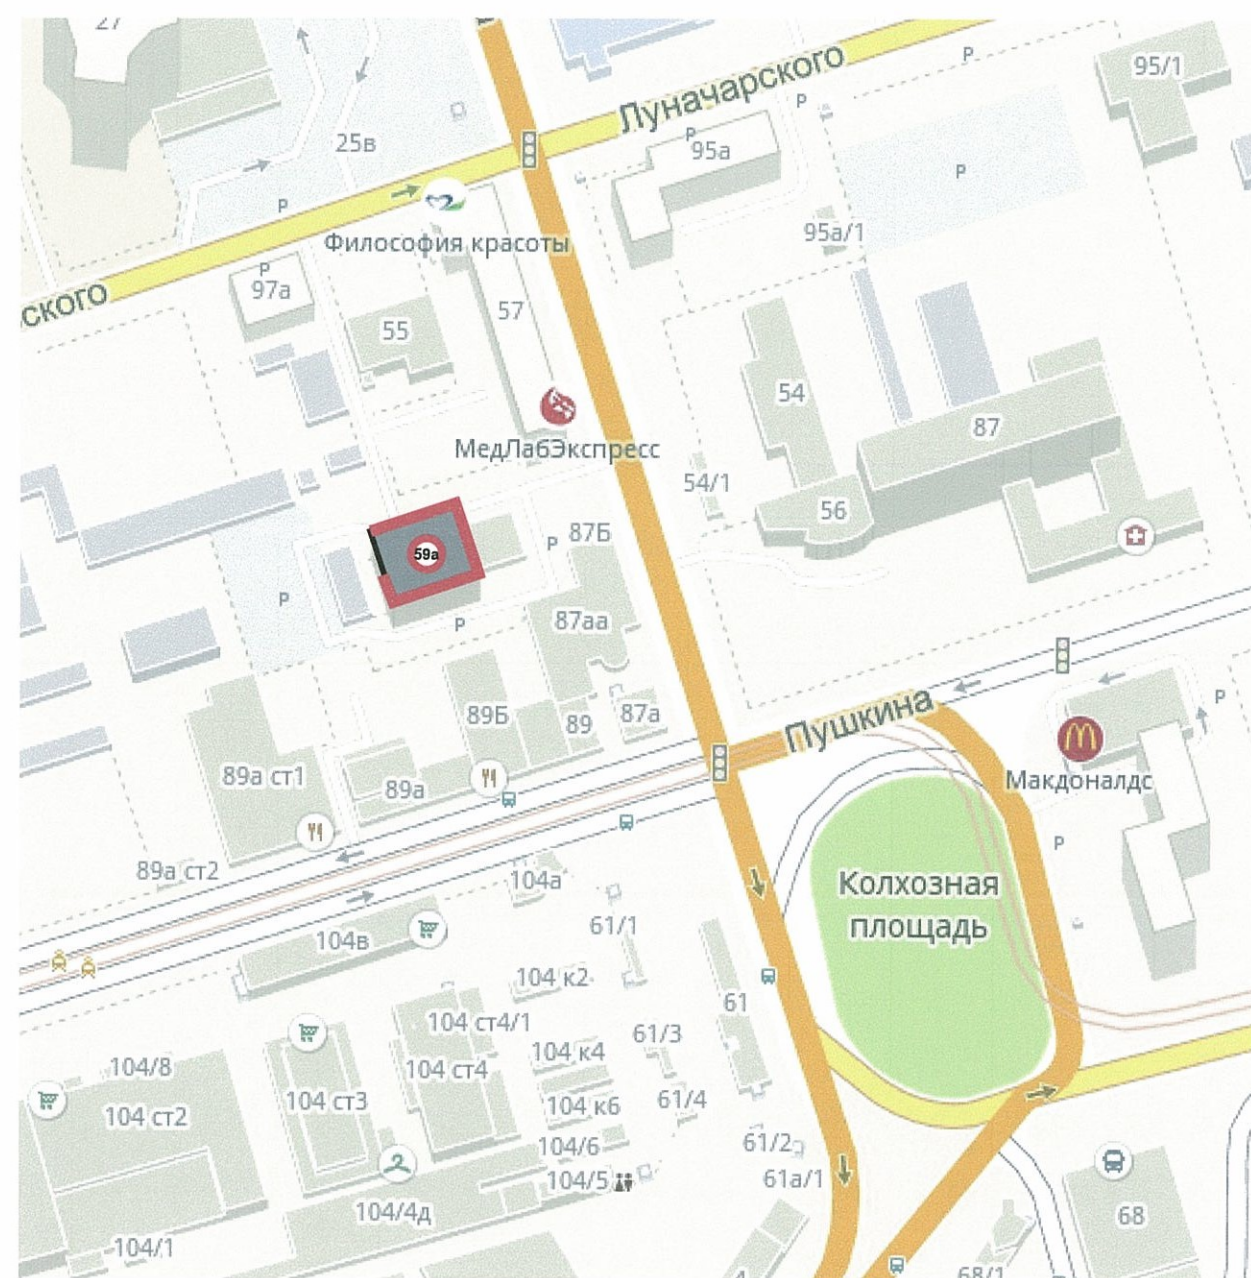 27
25в
Луначарского
95/1
P
P
P
95а
P
P
Философия красоты
95а/1
P
97а
ского
55
57
54
87
МедЛабЭкспресс
54/1
56
59а
87Б
P
P
87аа
P
89Б
89
87а
Пушкина
P
89а ст1
89а
Макдоналдс
P
89а ст2
104а
Колхозная
площадь
61/1
104в
104 к2
61
104 ст4/1
61/3
104 к4
104/8
104 ст4
104 ст3
104 ст2
104 к6
61/4
104/6
61/2
104/5
61а/1
104/4д
68
104/1
68/1